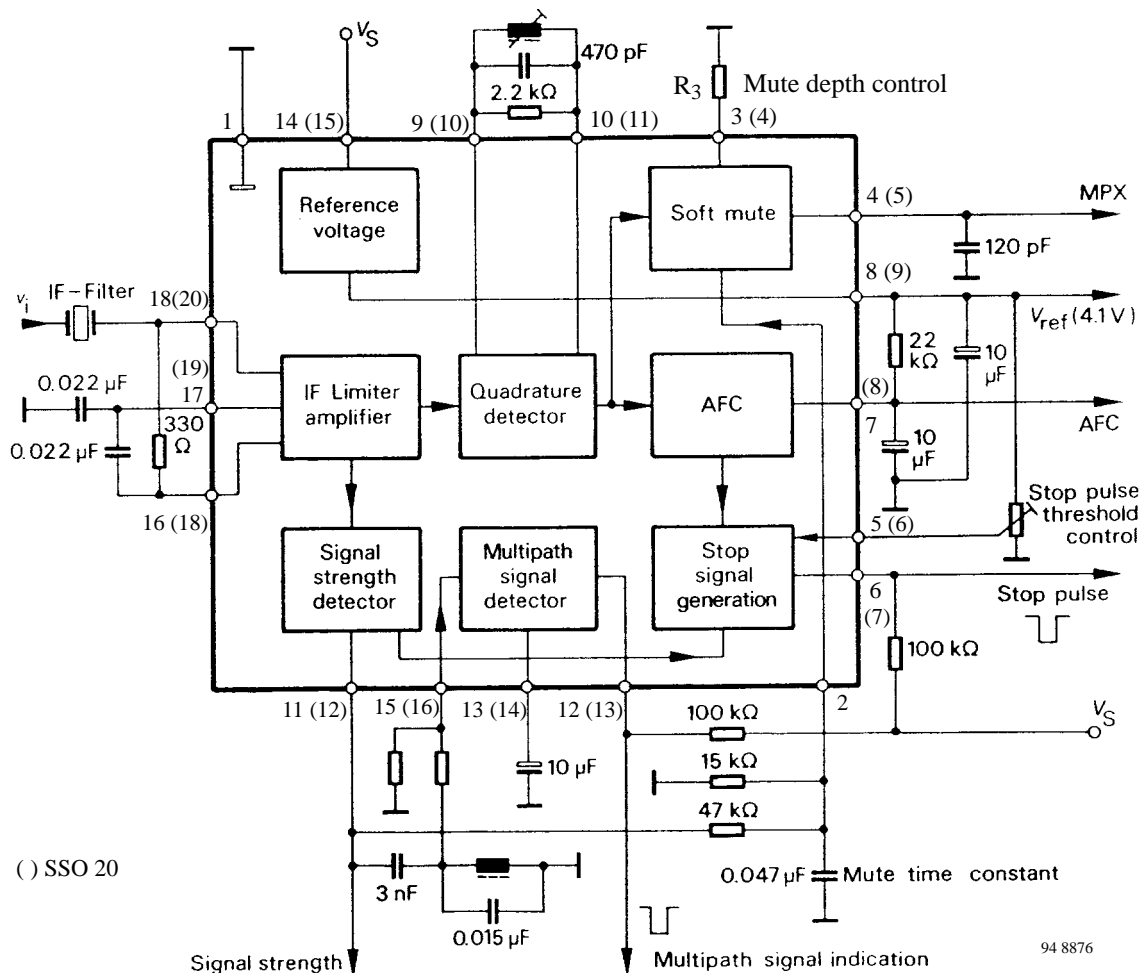 V_S
470 pF
2.2 kΩ
R₃ Mute depth control
1
14 (15)
9 (10)
10 (11)
3 (4)
Reference
voltage
Soft mute
4 (5)
MPX
120 pF
8 (9)
V_ref (4.1 V)
v_i
IF-Filter
18(20)
(19)
17
0.022 µF
0.022 µF
330
Ω
16 (18)
IF Limiter
amplifier
Quadrature
detector
AFC
22
kΩ
10
µF
(8)
7
AFC
10
µF
Stop pulse
threshold
control
5 (6)
Signal
strength
detector
Multipath
signal
detector
Stop
signal
generation
6
(7)
Stop pulse
100 kΩ
11 (12)
15 (16)
13 (14)
12 (13)
2
V_S
100 kΩ
15 kΩ
47 kΩ
10 µF
( ) SSO 20
3 nF
0.015 µF
0.047 µF
Mute time constant
Signal strength
Multipath signal indication
94 8876